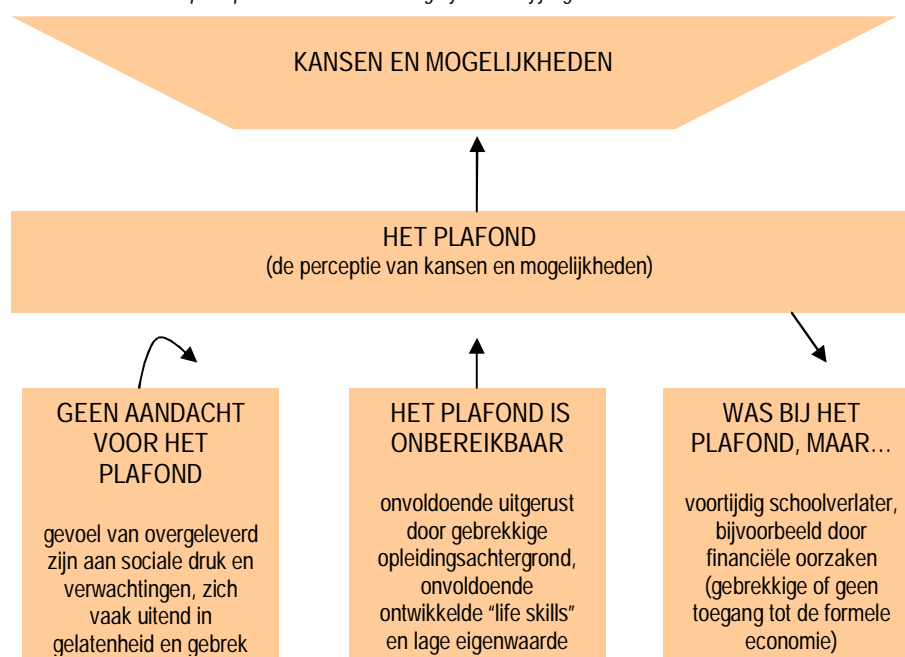 KANSEN EN MOGELIJKHEDEN
HET PLAFOND
(de perceptie van kansen en mogelijkheden)
GEEN AANDACHT
VOOR HET
PLAFOND
gevoel van overgeleverd
zijn aan sociale druk en
verwachtingen, zich
vaak uitend in
gelatenheid en gebrek
HET PLAFOND IS
ONBEREIKBAAR
onvoldoende uitgerust
door gebrekkige
opleidingsachtergrond,
onvoldoende
ontwikkelde “life skills”
en lage eigenwaarde
WAS BIJ HET
PLAFOND, MAAR…
voortijdig schoolverlater,
bijvoorbeeld door
financiële oorzaken
(gebrekkige of geen
toegang tot de formele
economie)